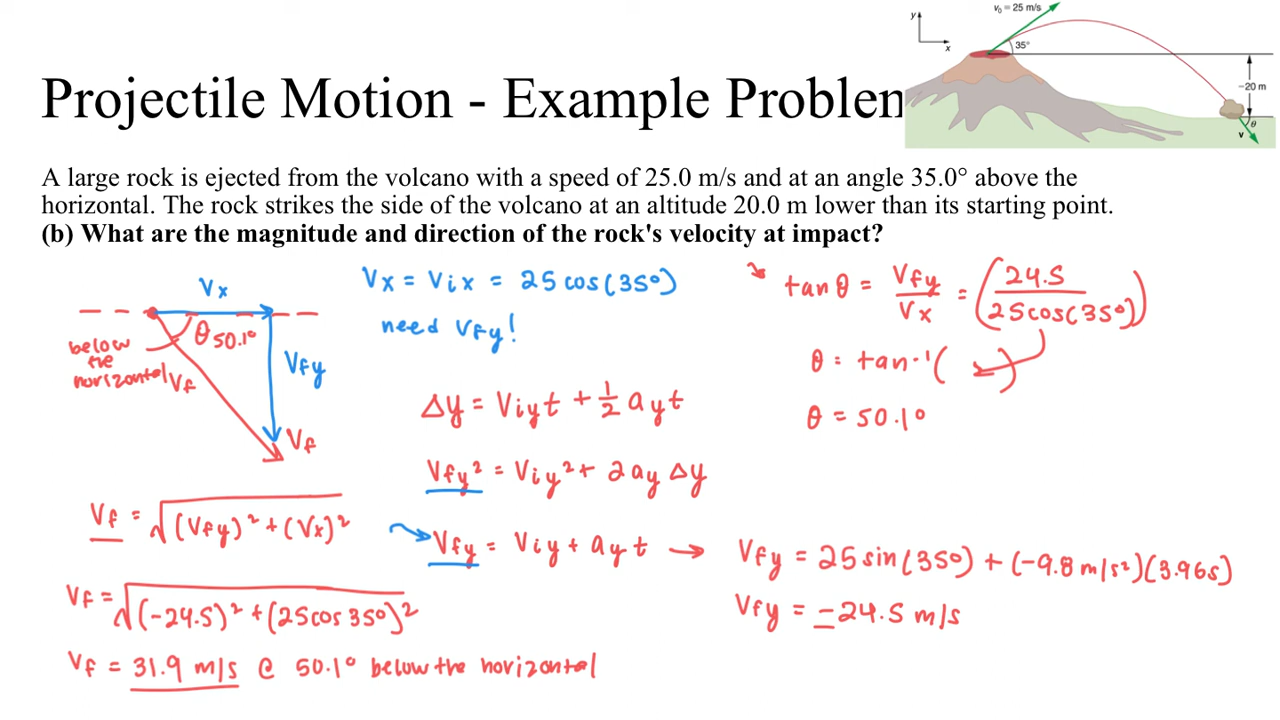 y
x
v₀ = 25 m/s
35°
-20 m
θ
v
Projectile Motion - Example Problem
A large rock is ejected from the volcano with a speed of 25.0 m/s and at an angle 35.0° above the
horizontal. The rock strikes the side of the volcano at an altitude 20.0 m lower than its starting point.
(b) What are the magnitude and direction of the rock's velocity at impact?
Vx
θ 50.1°
below
the
horizontal
Vf
Vfy
Vf
Vf = √(Vfy)² + (Vx)²
Vf = √(-24.5)² + (25cos 35°)²
Vf = 31.9 m/s @ 50.1° below the horizontal
Vx = Vix = 25 cos(35°)
need Vfy!
Δy = Viyt + 1/2 ayt
Vfy² = Viy² + 2ay Δy
Vfy = Viy + ayt → Vfy = 25 sin(35°) + (-9.8 m/s²)(3.96s)
Vfy = -24.5 m/s
tan θ = Vfy/Vx = (24.5/25cos(35°))
θ = tan⁻¹( )
θ = 50.1°